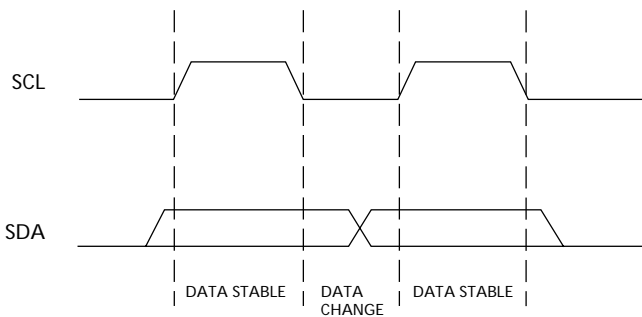 SCL
SDA
DATA STABLE
DATA
CHANGE
DATA STABLE